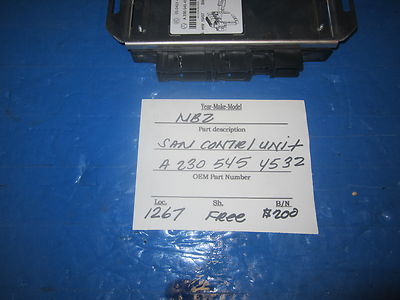 Year-Make-Model
MBZ
Part description
SAM CONTRL UNIT
A 230 545 4532
OEM Part Number
Loc. Sh. B/N
1267 Free $200